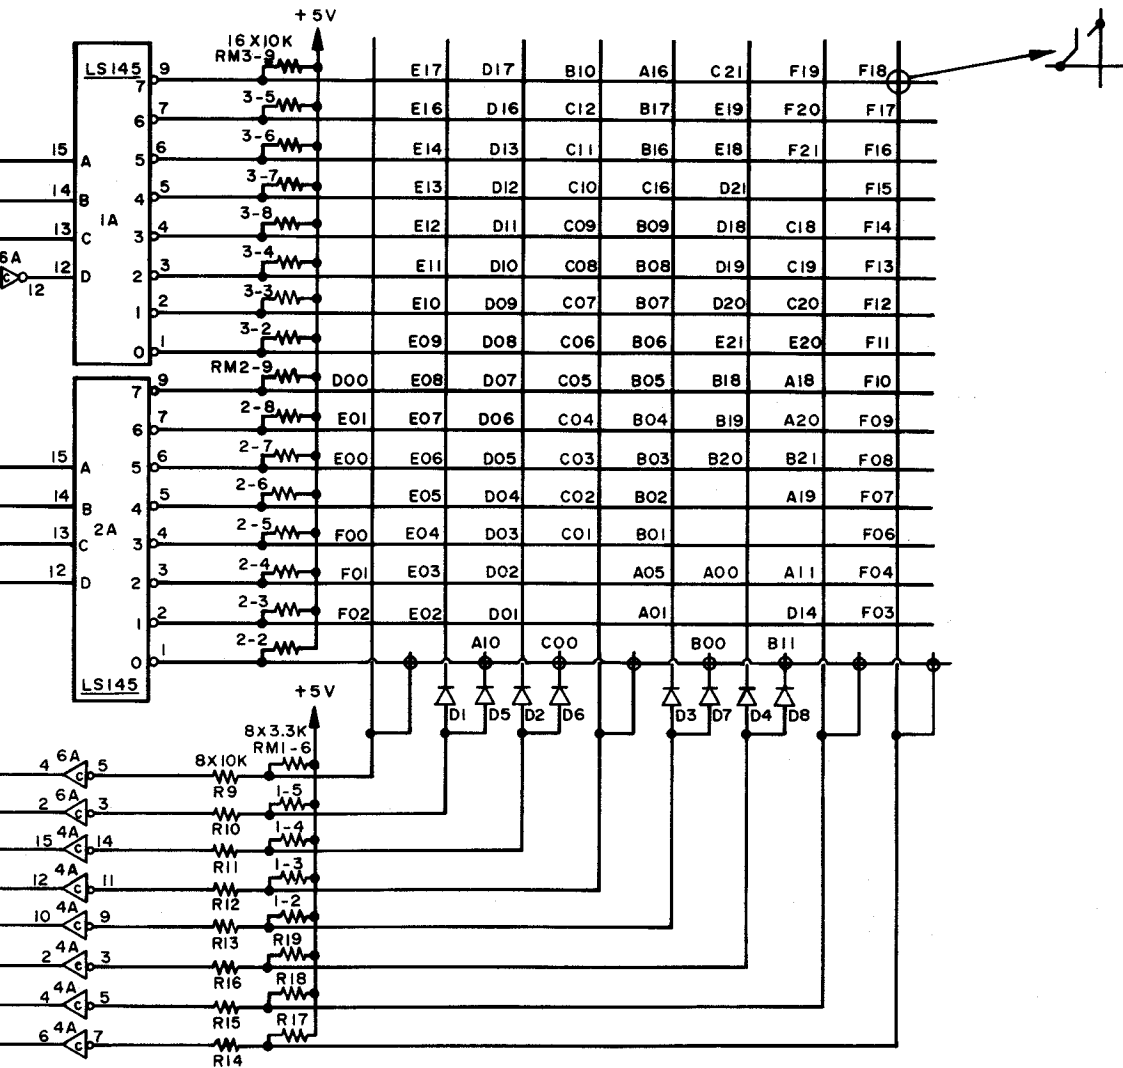 +5V
16X10K
RM3-9
LS145 9 E17 D17 B10 A16 C21 F19 F18
7
3-5
7 E16 D16 C12 B17 E19 F20 F17
6
3-6
15 A 6 E14 D13 C11 B16 E18 F21 F16
5
3-7
14 B 5 E13 D12 C10 C16 D21 F15
4
1A
3-8
13 C 4 E12 D11 C09 B09 D18 C18 F14
3
6A
3-4
C 12 12 D 3 E11 D10 C08 B08 D19 C19 F13
2
3-3
2 E10 D09 C07 B07 D20 C20 F12
1
3-2
1 E09 D08 C06 B06 E21 E20 F11
0
RM2-9
9 D00 E08 D07 C05 B05 B18 A18 F10
7
2-8
7 E01 E07 D06 C04 B04 B19 A20 F09
6
2-7
15 A 6 E00 E06 D05 C03 B03 B20 B21 F08
5
2-6
14 B 5 E05 D04 C02 B02 A19 F07
4
2A
2-5
13 C 4 F00 E04 D03 C01 B01 F06
3
2-4
12 D 3 F01 E03 D02 A05 A00 A11 F04
2
2-3
2 F02 E02 D01 A01 D14 F03
1
2-2
1 A10 C00 B00 B11
0
LS145
+5V
D1 D5 D2 D6 D3 D7 D4 D8
8X3.3K
RM1-6
8X10K
4 6A C 5 R9
1-5
2 6A C 3 R10
1-4
15 4A C 14 R11
1-3
12 4A C 11 R12
1-2
10 4A C 9 R13
R19
2 4A C 3 R16
R18
4 4A C 5 R15
R17
6 4A C 7 R14